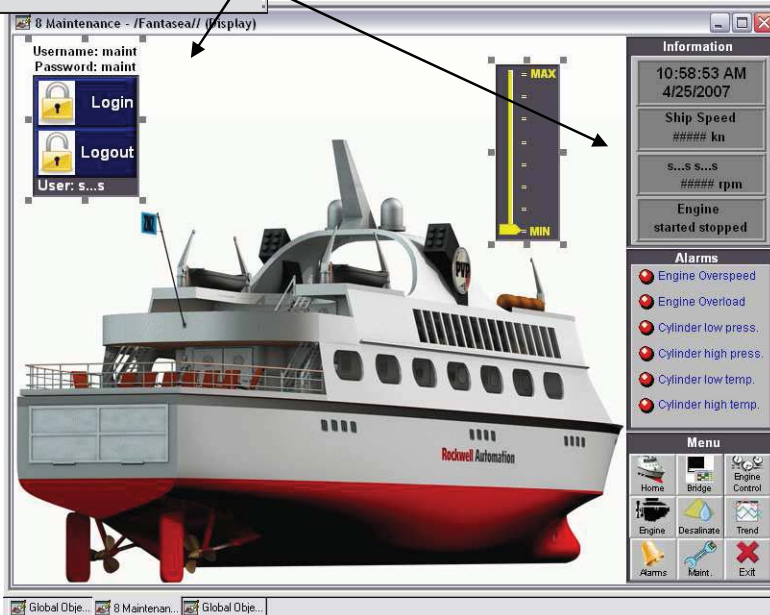 8 Maintenance - /Fantasea// (Display)
Username: maint
Password: maint
Login
Logout
User: s...s
MAX
MIN
PVP
Rockwell Automation
Information
10:58:53 AM
4/25/2007
Ship Speed
##### kn
s...s s...s
##### rpm
Engine
started stopped
Alarms
Engine Overspeed
Engine Overload
Cylinder low press.
Cylinder high press.
Cylinder low temp.
Cylinder high temp.
Menu
Home
Bridge
Engine
Control
Engine
Desalinate
Trend
Alarms
Maint.
Exit
Global Obje...
8 Maintenan...
Global Obje...